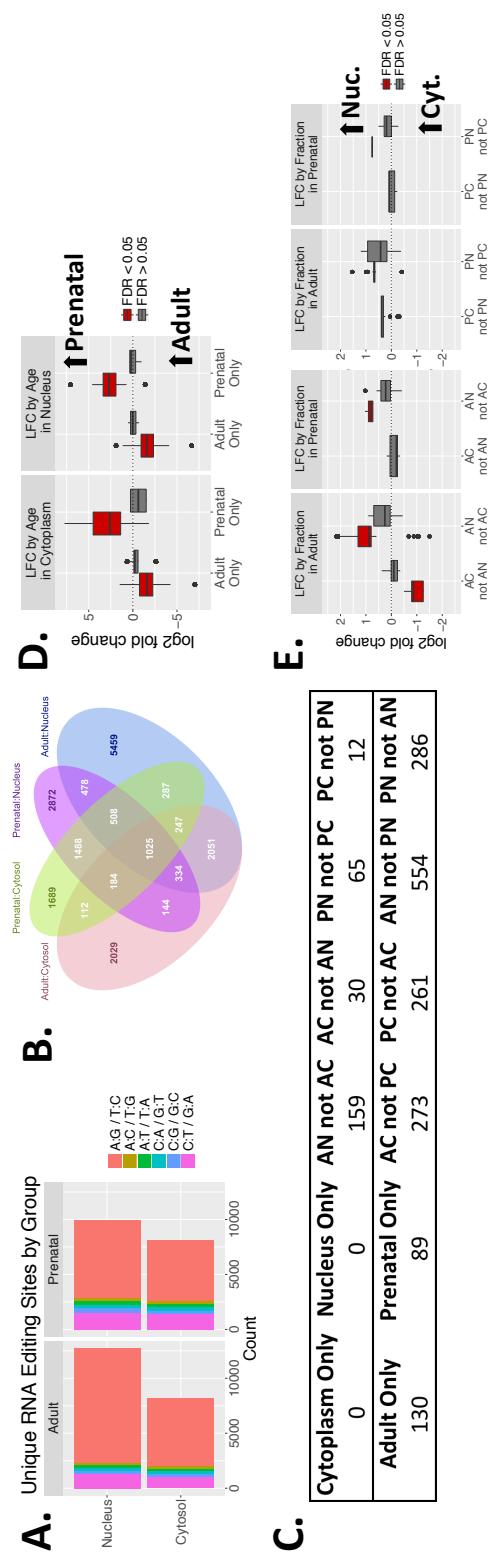 A.
Unique RNA Editing Sites by Group
Adult
Prenatal
Nucleus
Cytosol
0
5000
10000
0
5000
10000
Count
A:G / T:C
A:C / T:G
A:T / T:A
C:A / G:T
C:G / G:C
C:T / G:A
B.
Adult:Cytosol
Prenatal:Cytosol
Prenatal:Nucleus
Adult:Nucleus
1689
2872
2029
5459
112
1488
478
184
508
1025
144
334
247
287
2051
C.
Cytoplasm Only Nucleus Only AN not AC AC not AN PN not PC PC not PN
0 0 159 30 65 12
Adult Only Prenatal Only AC not PC PC not AC AN not PN PN not AN
130 89 273 261 554 286
D.
LFC by Age
in Cytoplasm
LFC by Age
in Nucleus
log2 fold change
5
0
−5
Adult
Only
Prenatal
Only
Adult
Only
Prenatal
Only
Prenatal
FDR < 0.05
FDR > 0.05
Adult
E.
LFC by Fraction
in Adult
LFC by Fraction
in Prenatal
LFC by Fraction
in Adult
LFC by Fraction
in Prenatal
log2 fold change
2
1
0
−1
−2
2
1
0
−1
−2
AC
not AN
AN
not AC
AC
not AN
AN
not AC
PC
not PN
PN
not PC
PC
not PN
PN
not PC
Nuc.
FDR < 0.05
FDR > 0.05
Cyt.